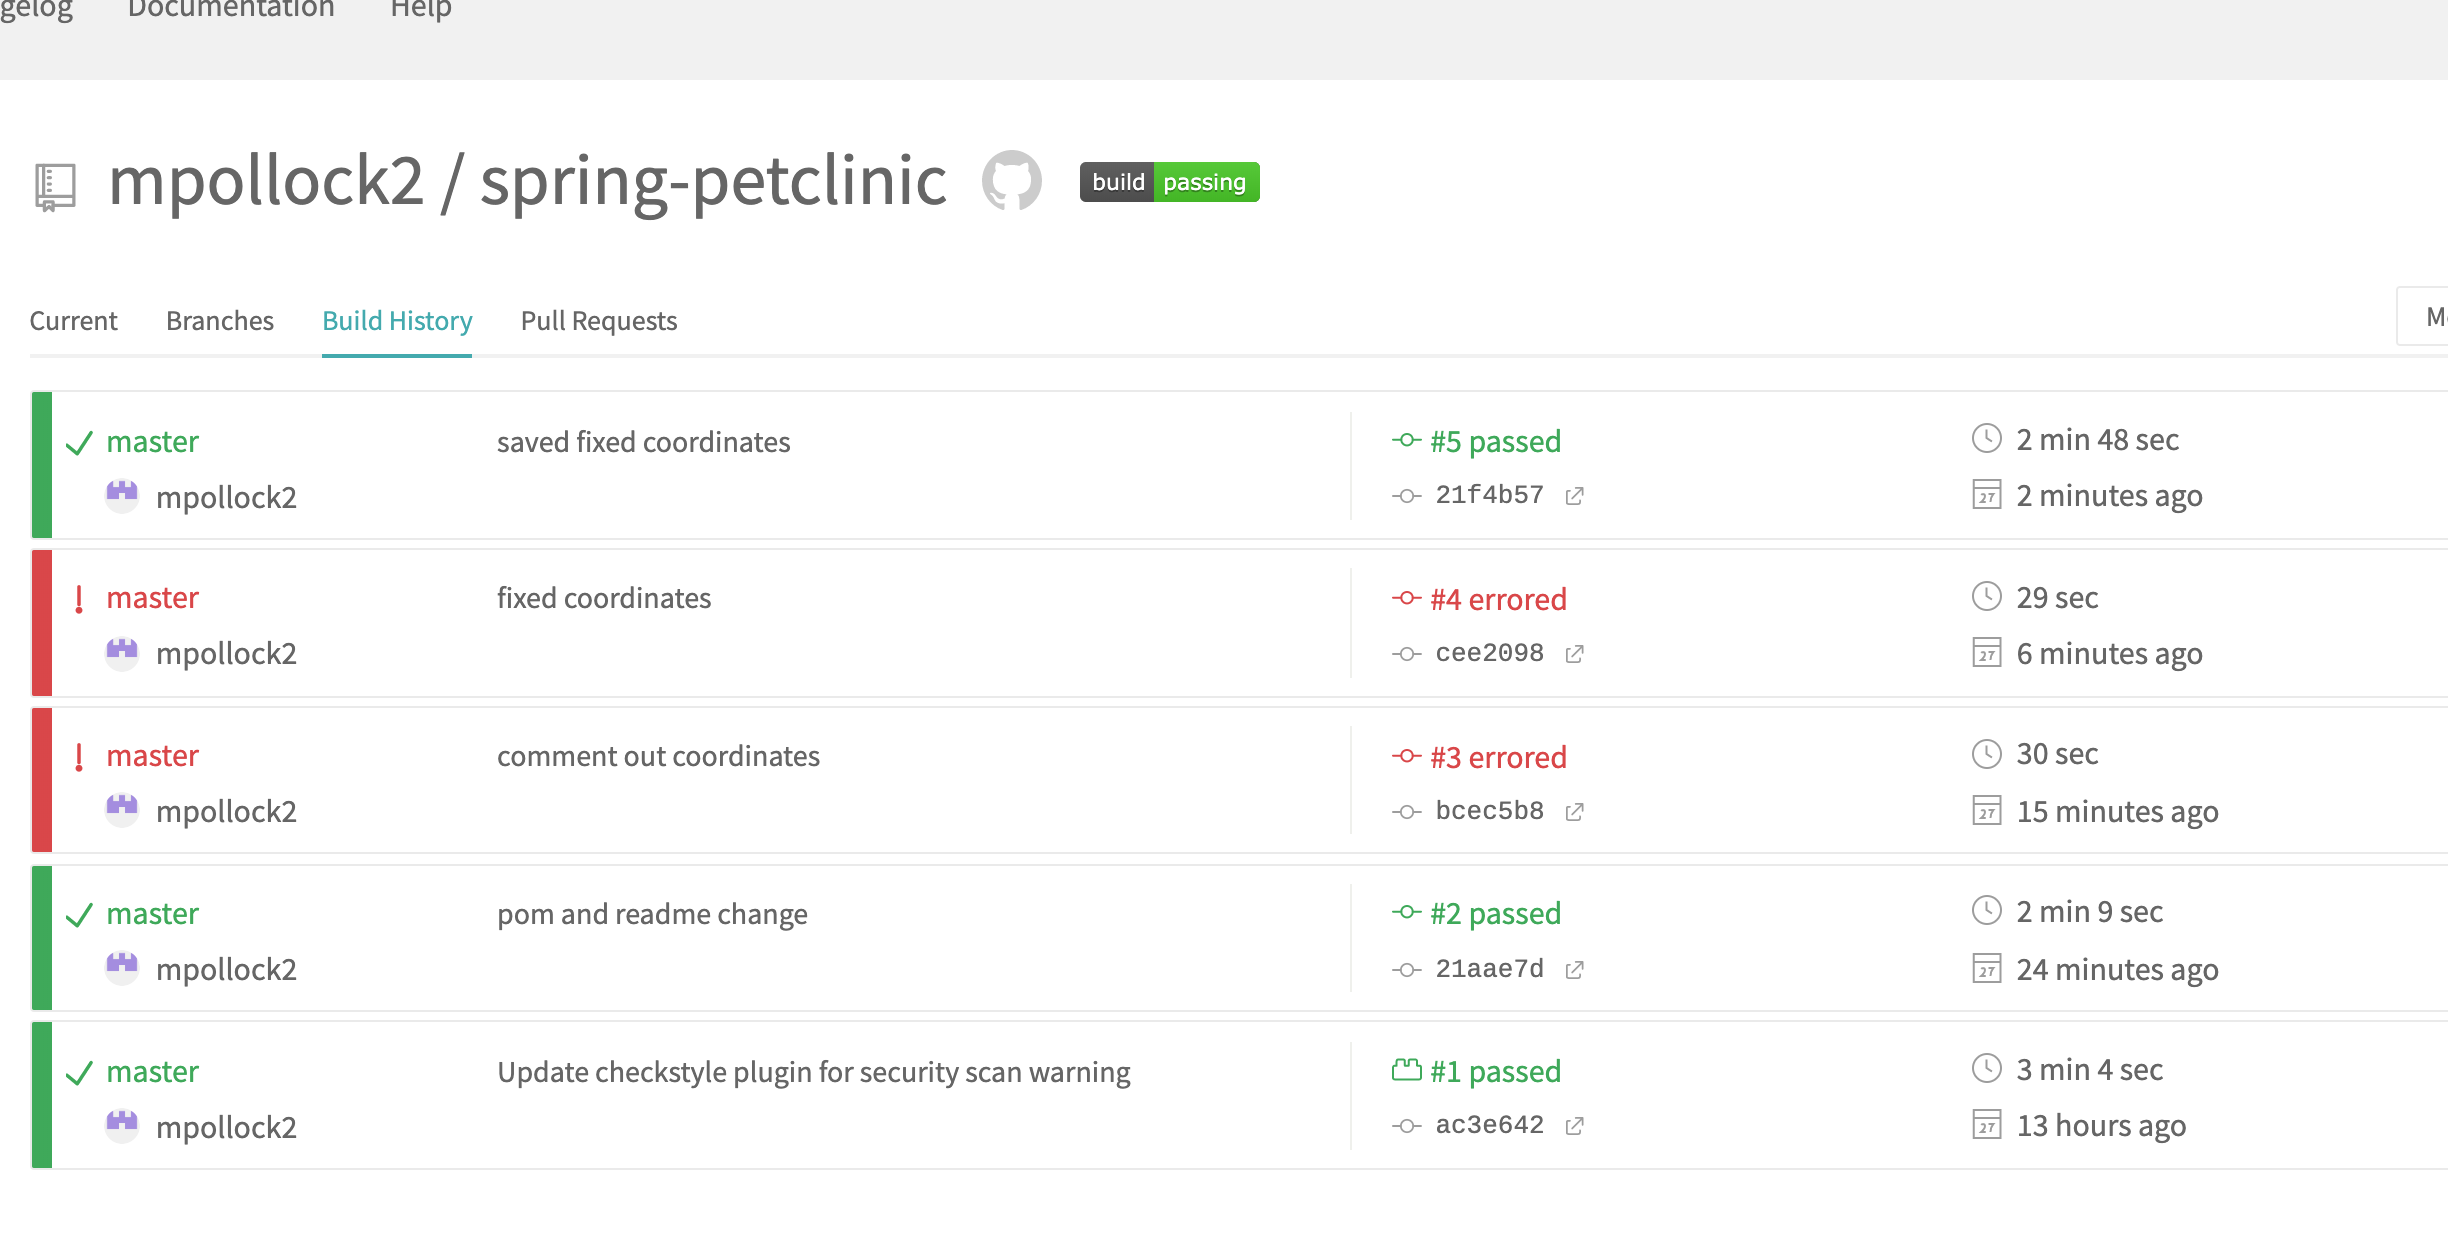 Documentation Help
mpollock2 / spring-petclinic build passing
Current Branches Build History Pull Requests
master saved fixed coordinates #5 passed 2 min 48 sec
mpollock2 21f4b57 27 2 minutes ago
master fixed coordinates #4 errored 29 sec
mpollock2 cee2098 27 6 minutes ago
master comment out coordinates #3 errored 30 sec
mpollock2 bcec5b8 27 15 minutes ago
master pom and readme change #2 passed 2 min 9 sec
mpollock2 21aae7d 27 24 minutes ago
master Update checkstyle plugin for security scan warning #1 passed 3 min 4 sec
mpollock2 ac3e642 27 13 hours ago